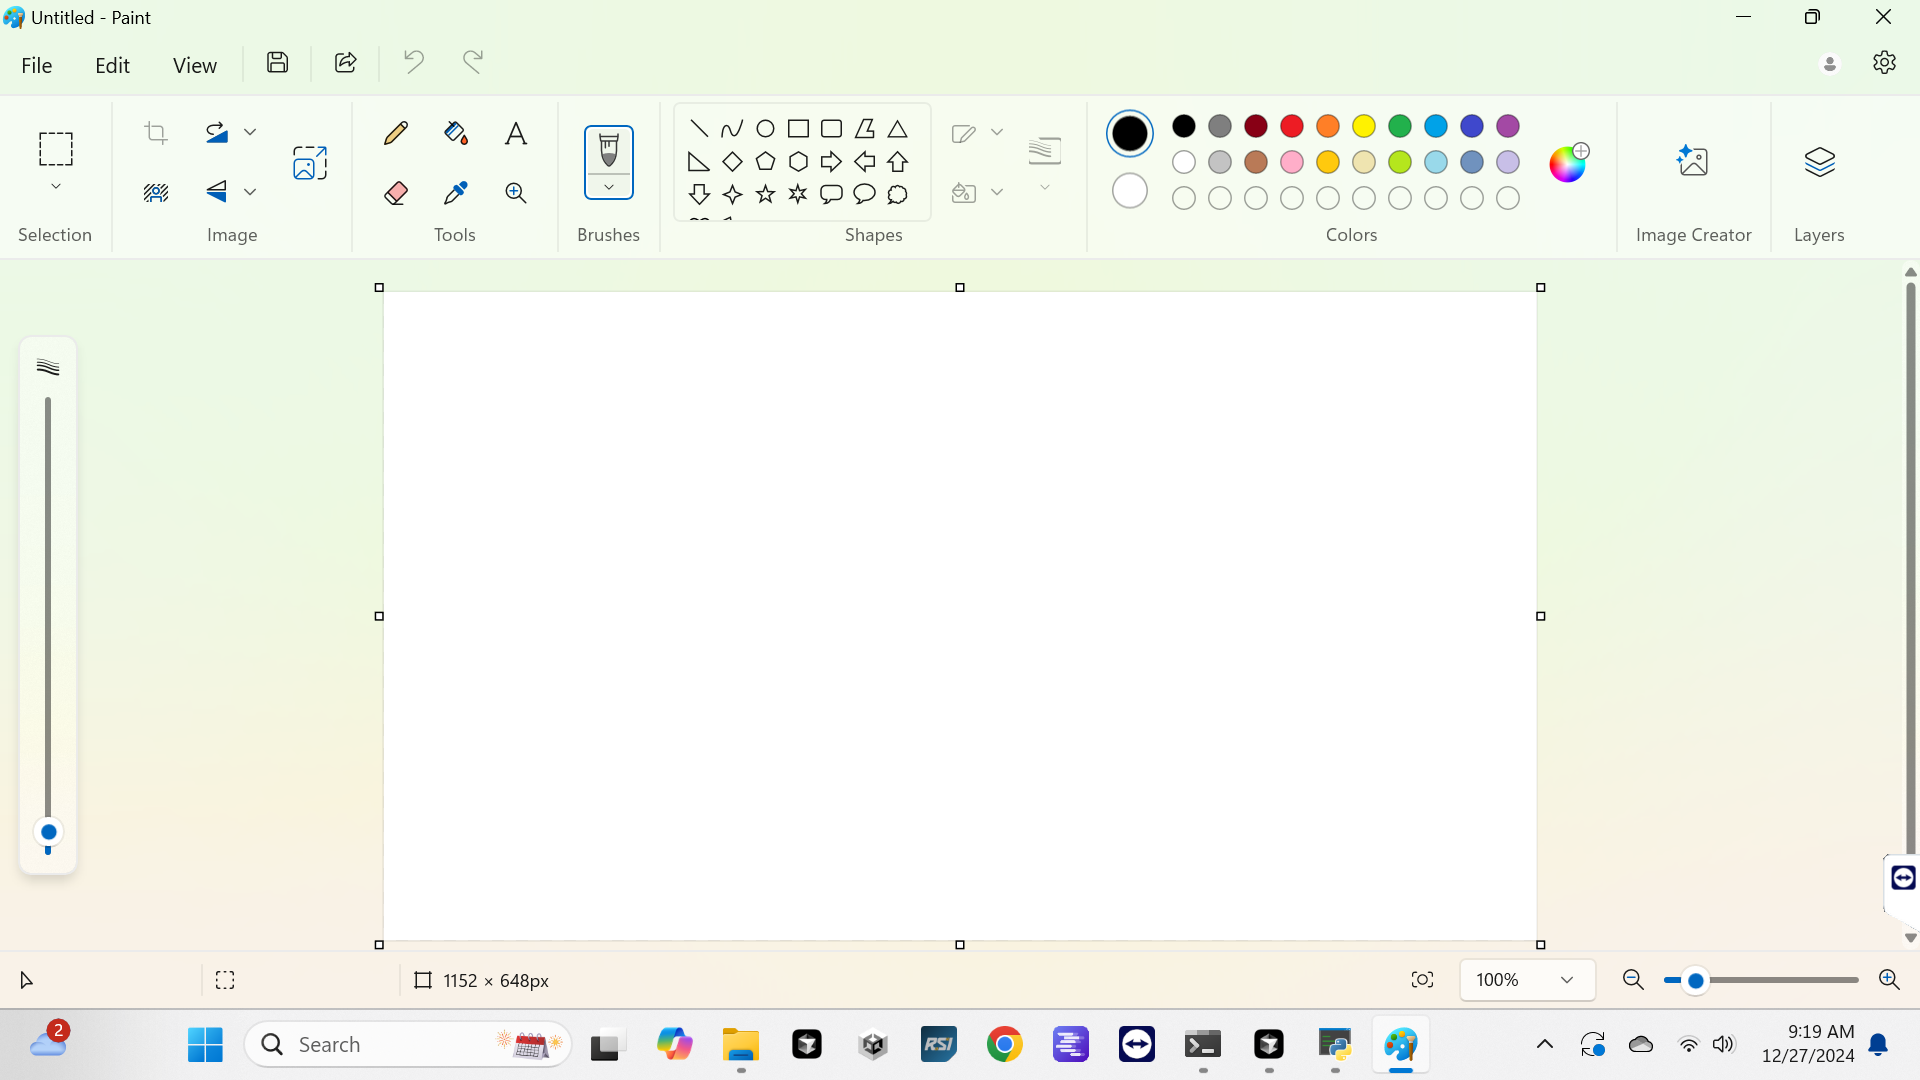 Untitled - Paint
File Edit View
Selection Image Tools Brushes Shapes Colors Image Creator Layers
1152 × 648px 100%
2 Search RSI 9:19 AM
12/27/2024